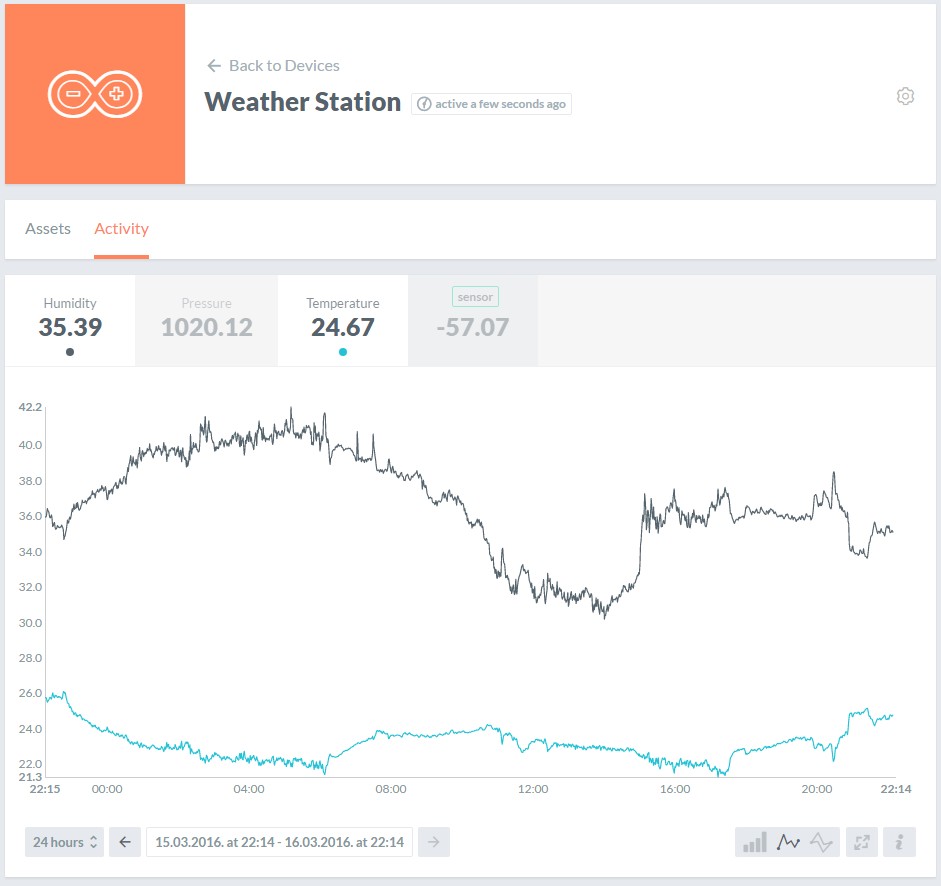 Back to Devices
Weather Station active a few seconds ago
Assets Activity
Humidity Pressure Temperature sensor
35.39 1020.12 24.67 -57.07
42.2
40.0
38.0
36.0
34.0
32.0
30.0
28.0
26.0
24.0
22.0
21.3
22:15 00:00 04:00 08:00 12:00 16:00 20:00 22:14
24 hours 15.03.2016. at 22:14 - 16.03.2016. at 22:14